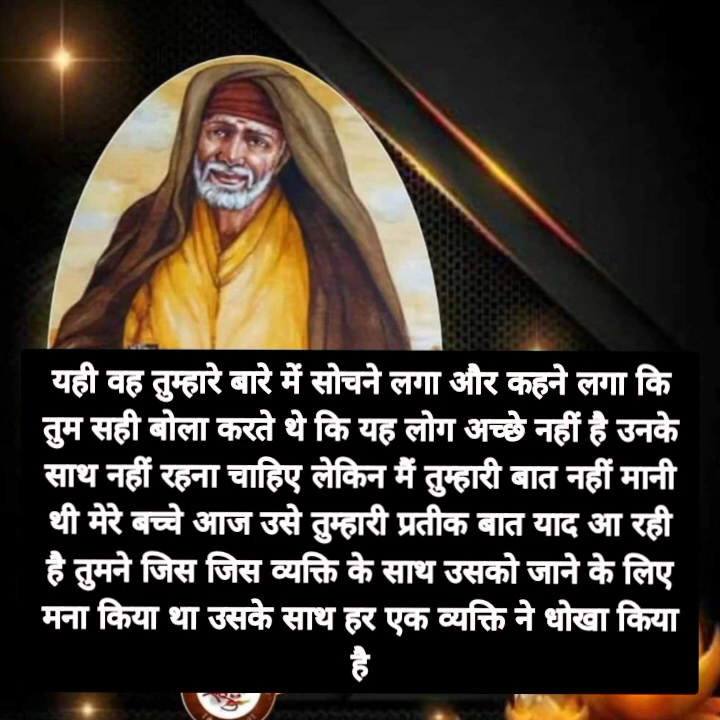 यही वह तुम्हारे बारे में सोचने लगा और कहने लगा कि
तुम सही बोला करते थे कि यह लोग अच्छे नहीं है उनके
साथ नहीं रहना चाहिए लेकिन मैं तुम्हारी बात नहीं मानी
थी मेरे बच्चे आज उसे तुम्हारी प्रतीक बात याद आ रही
है तुमने जिस जिस व्यक्ति के साथ उसको जाने के लिए
मना किया था उसके साथ हर एक व्यक्ति ने धोखा किया
है